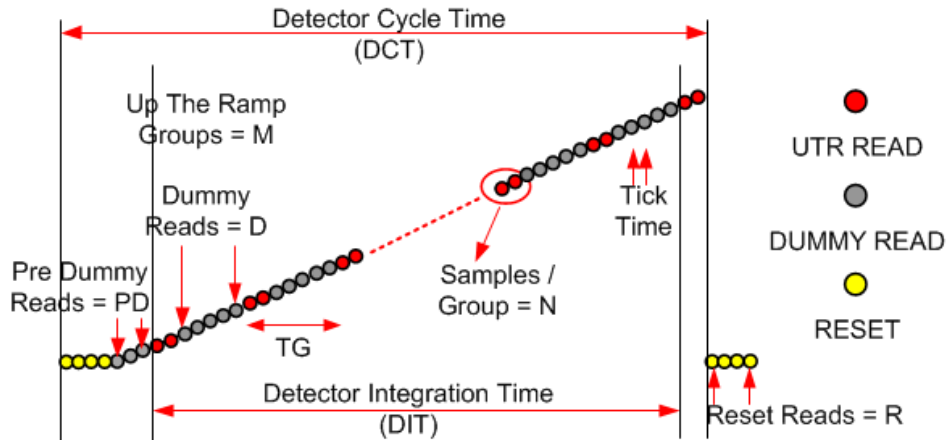 Detector Cycle Time
(DCT)
Up The Ramp
Groups = M
UTR READ
Dummy
Reads = D
Tick
Time
DUMMY READ
Pre Dummy
Reads = PD
Samples /
Group = N
TG
RESET
Detector Integration Time
(DIT)
Reset Reads = R